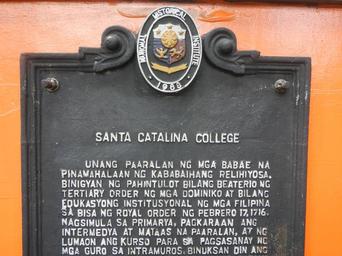 NATIONAL HISTORICAL INSTITUTE
1968
SANTA CATALINA COLLEGE
UNANG PAARALAN NG MGA BABAE NA
PINAMAHALAAN NG KABABAIHANG RELIHIYOSA,
BINIGYAN NG PAHINTULOT BILANG BEATERIO NG
TERTIARY ORDER NG MGA DOMINIKO AT BILANG
EDUKASYONG INSTITUSYONAL NG MGA FILIPINA
SA BISA NG ROYAL ORDER NG PEBRERO 17, 1716.
NAGSIMULA SA PRIMARYA, PAGKARAAN ANG
INTERMEDYA AT MATAAS NA PAARALAN, AT NG
LUMAON ANG KURSO PARA SA PAGSASANAY NG
MGA GURO SA INTRAMUROS. BINUKSAN DIN ANG